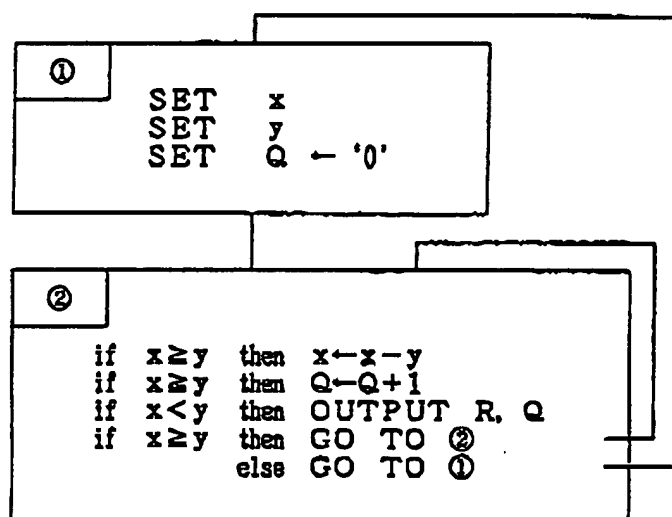 ①
SET x
SET y
SET Q ← '0'
②
if x≧y then x←x-y
if x≧y then Q←Q+1
if x<y then OUTPUT R, Q
if x≧y then GO TO ②
else GO TO ①